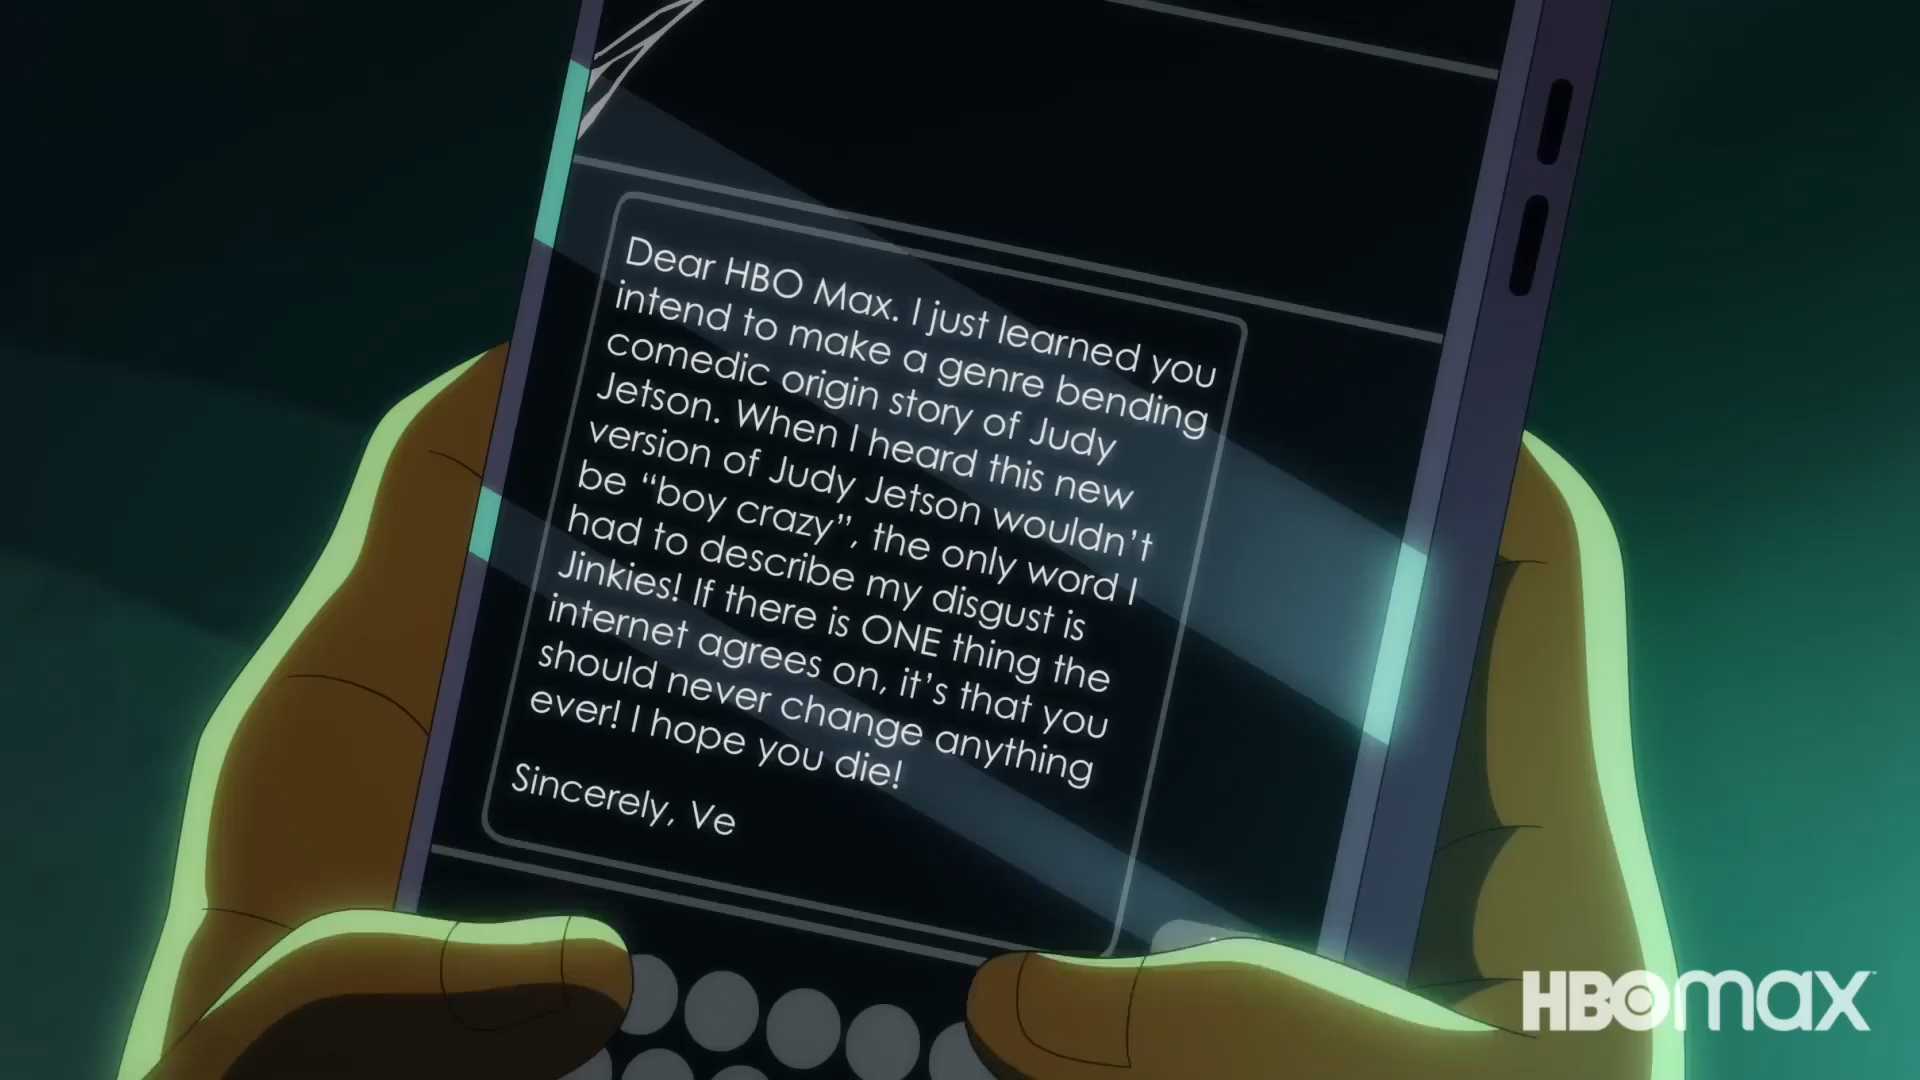 Dear HBO Max. I just learned you
intend to make a genre bending
comedic origin story of Judy
Jetson. When I heard this new
version of Judy Jetson wouldn't
be “boy crazy”, the only word I
had to describe my disgust is
Jinkies! If there is ONE thing the
internet agrees on, it's that you
should never change anything
ever! I hope you die!
Sincerely, Ve
HBOmax